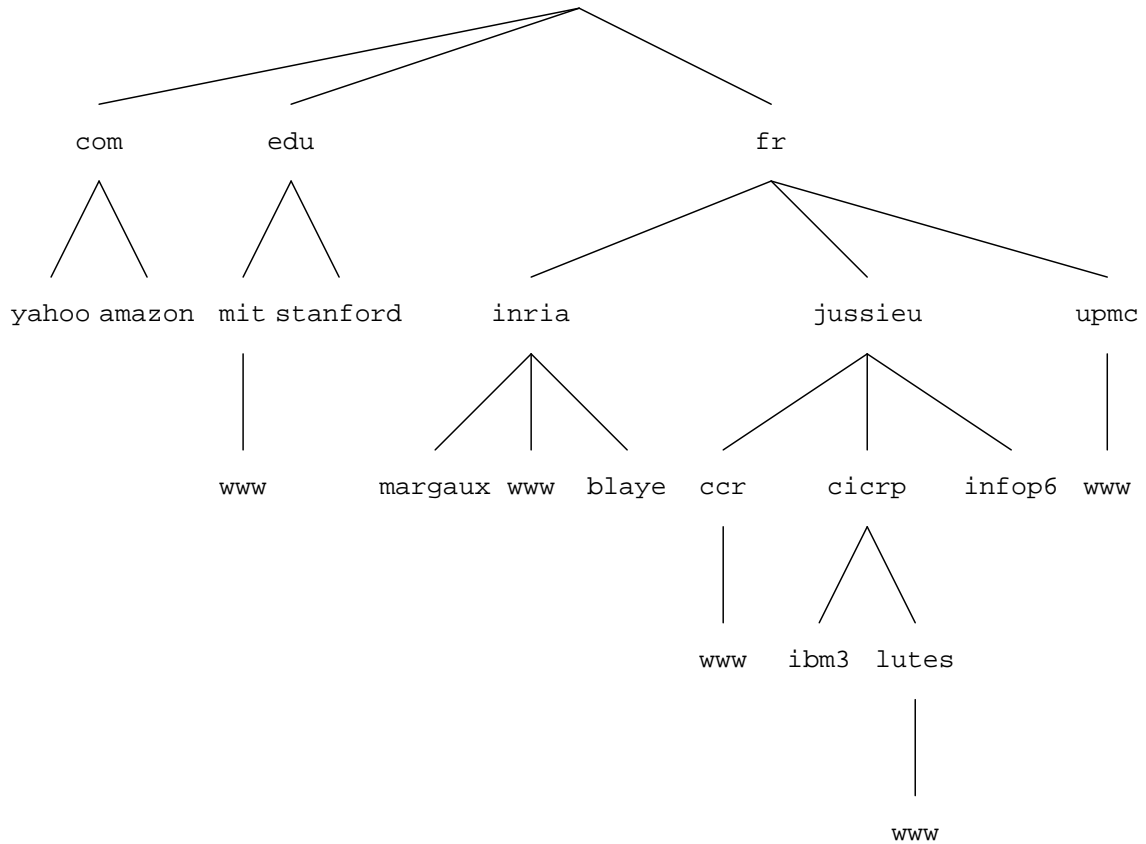 com edu fr
yahoo amazon mit stanford inria jussieu upmc
www margaux www blaye ccr cicrp infop6 www
www ibm3 lutes
www